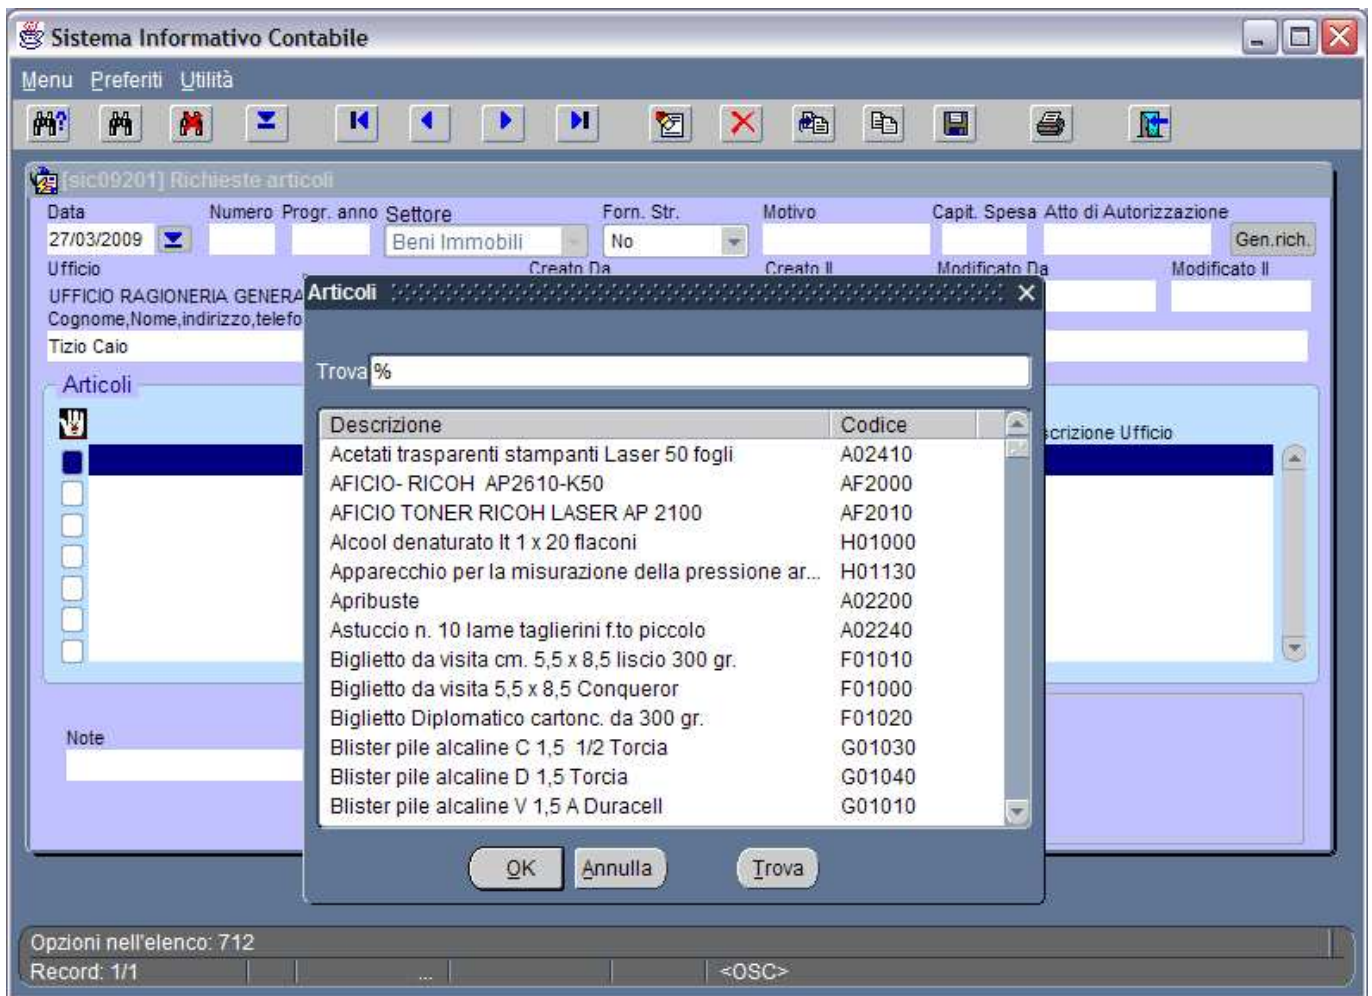 Sistema Informativo Contabile
Menu Preferiti Utilità
[sic09201] Richieste articoli
Data Numero Progr. anno Settore Forn. Str. Motivo Capit. Spesa Atto di Autorizzazione
27/03/2009 Beni Immobili No Gen.rich.
Ufficio Creato Da Creato Il Modificato Da Modificato Il
UFFICIO RAGIONERIA GENERA
Cognome,Nome,indirizzo,telefo
Tizio Caio
Articoli
Articoli
Trova %
Descrizione Codice
Acetati trasparenti stampanti Laser 50 fogli A02410
AFICIO- RICOH AP2610-K50 AF2000
AFICIO TONER RICOH LASER AP 2100 AF2010
Alcool denaturato lt 1 x 20 flaconi H01000
Apparecchio per la misurazione della pressione ar... H01130
Apribuste A02200
Astuccio n. 10 lame taglierini f.to piccolo A02240
Biglietto da visita cm. 5,5 x 8,5 liscio 300 gr. F01010
Biglietto da visita 5,5 x 8,5 Conqueror F01000
Biglietto Diplomatico cartonc. da 300 gr. F01020
Blister pile alcaline C 1,5 1/2 Torcia G01030
Blister pile alcaline D 1,5 Torcia G01040
Blister pile alcaline V 1,5 A Duracell G01010
OK Annulla Trova
scrizione Ufficio
Note
Opzioni nell'elenco: 712
Record: 1/1 ... <OSC>